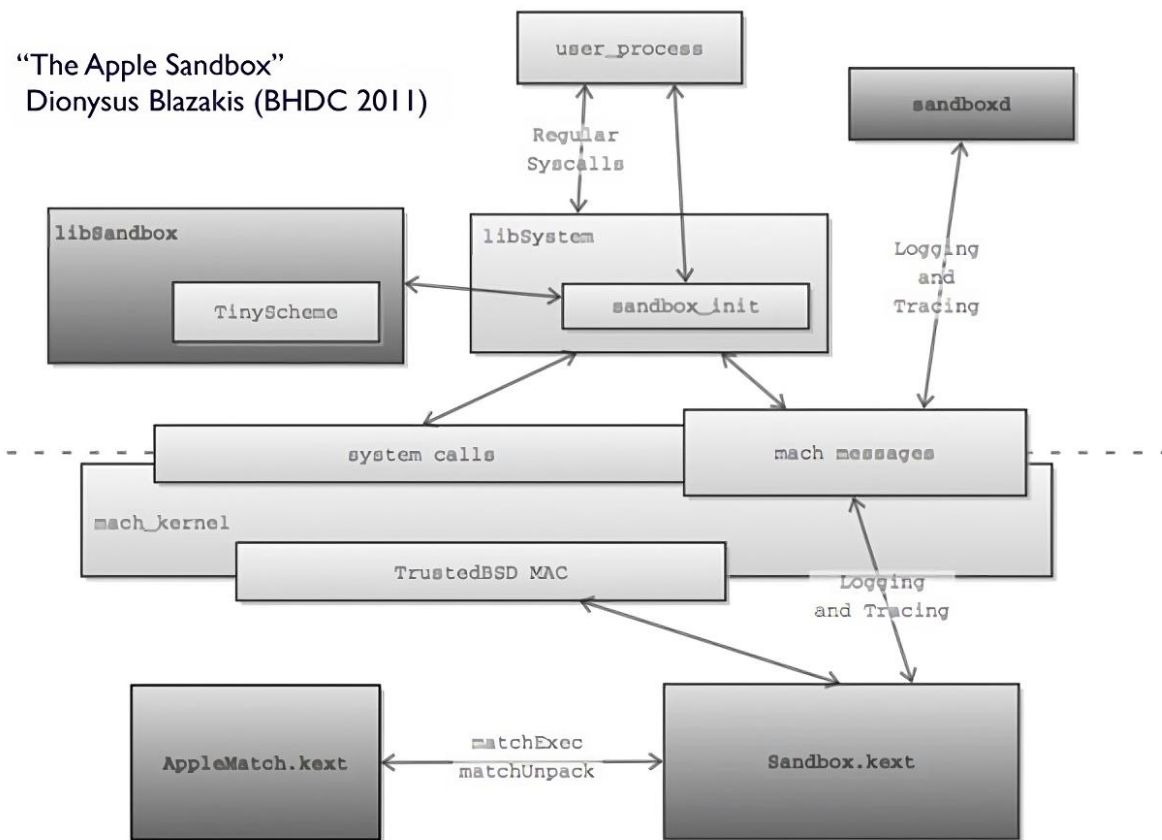 “The Apple Sandbox”
Dionysus Blazakis (BHDC 2011)
user_process
sandboxd
Regular
Syscalls
libSandbox
TinyScheme
libSystem
sandbox_init
Logging
and
Tracing
system calls
mach messages
mach_kernel
TrustedBSD MAC
Logging
and Tracing
AppleMatch.kext
matchExec
matchUnpack
Sandbox.kext